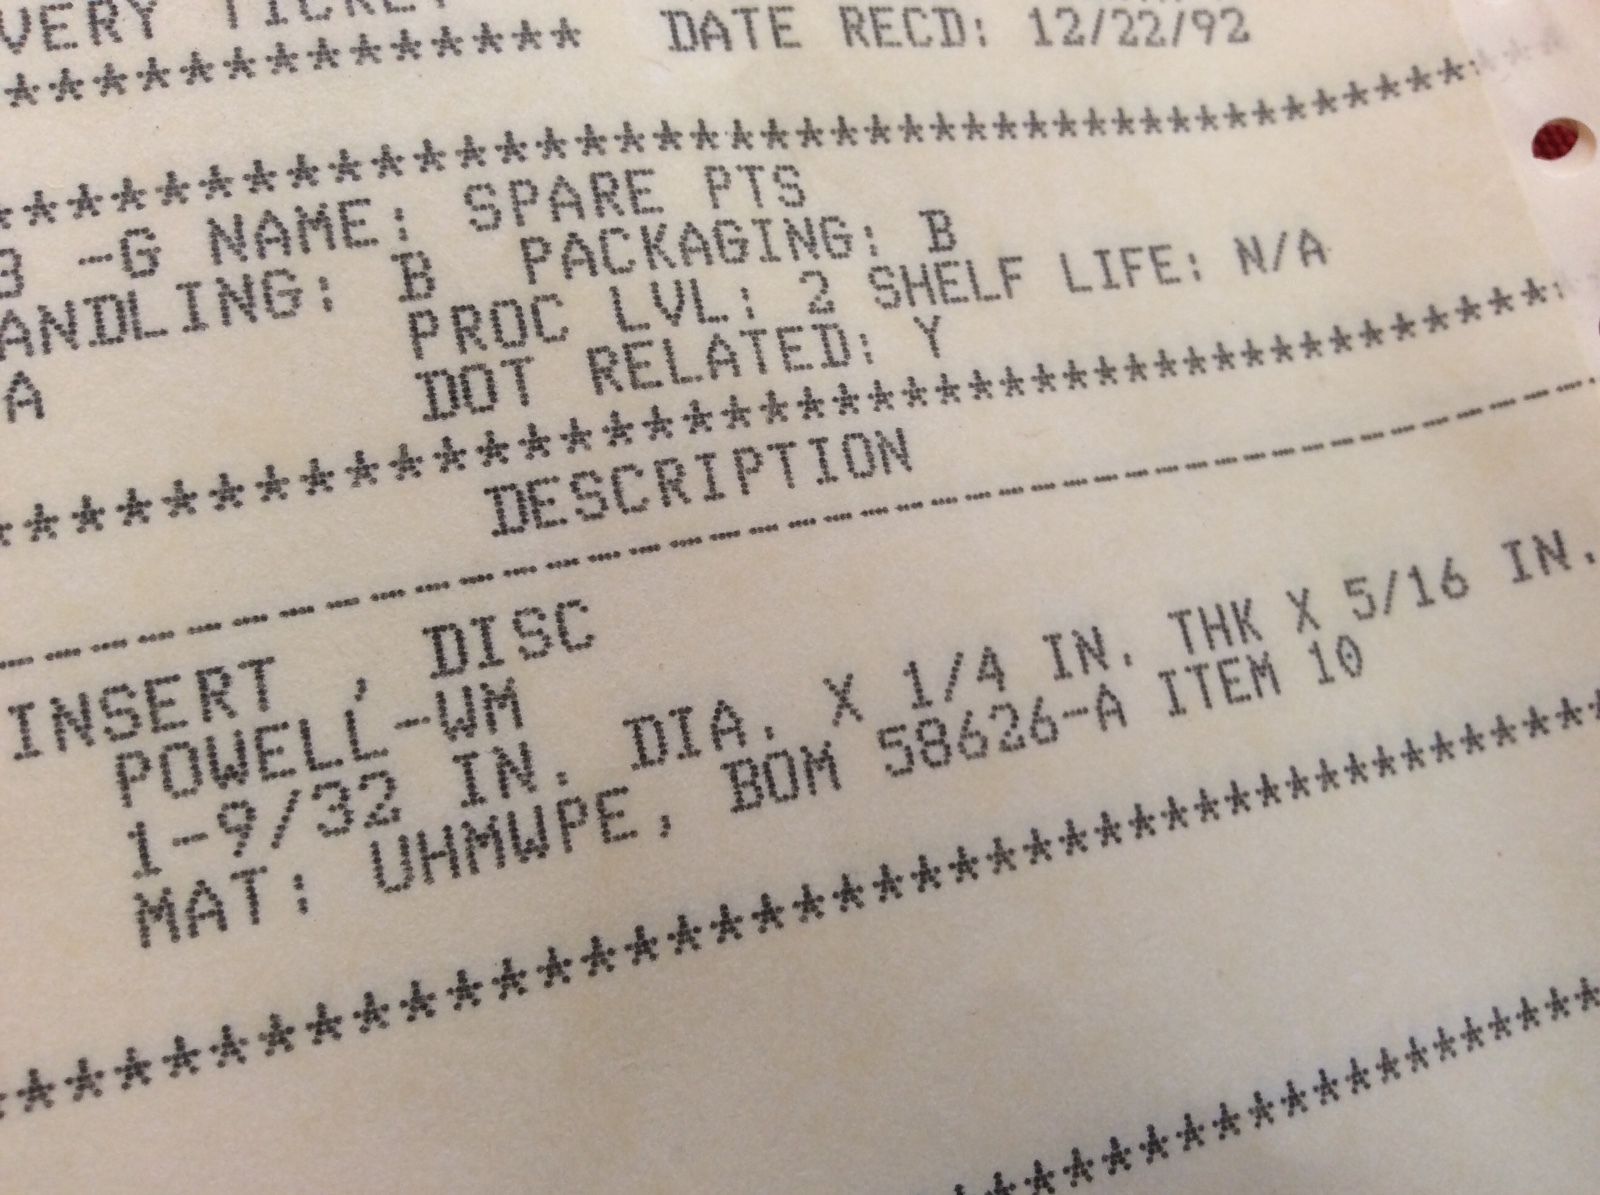 VERY TICKET
***************** DATE RECD: 12/22/92
****************************************
B -G NAME: SPARE PTS
ANDLING: B PACKAGING: B
PROC LVL: 2 SHELF LIFE: N/A
A DOT RELATED: Y
****************************************
DESCRIPTION
----------------------------------------
INSERT , DISC
POWELL-WM
1-9/32 IN. DIA. X 1/4 IN. THK X 5/16 IN.
MAT: UHMWPE, BOM 58626-A ITEM 10
****************************************
********************